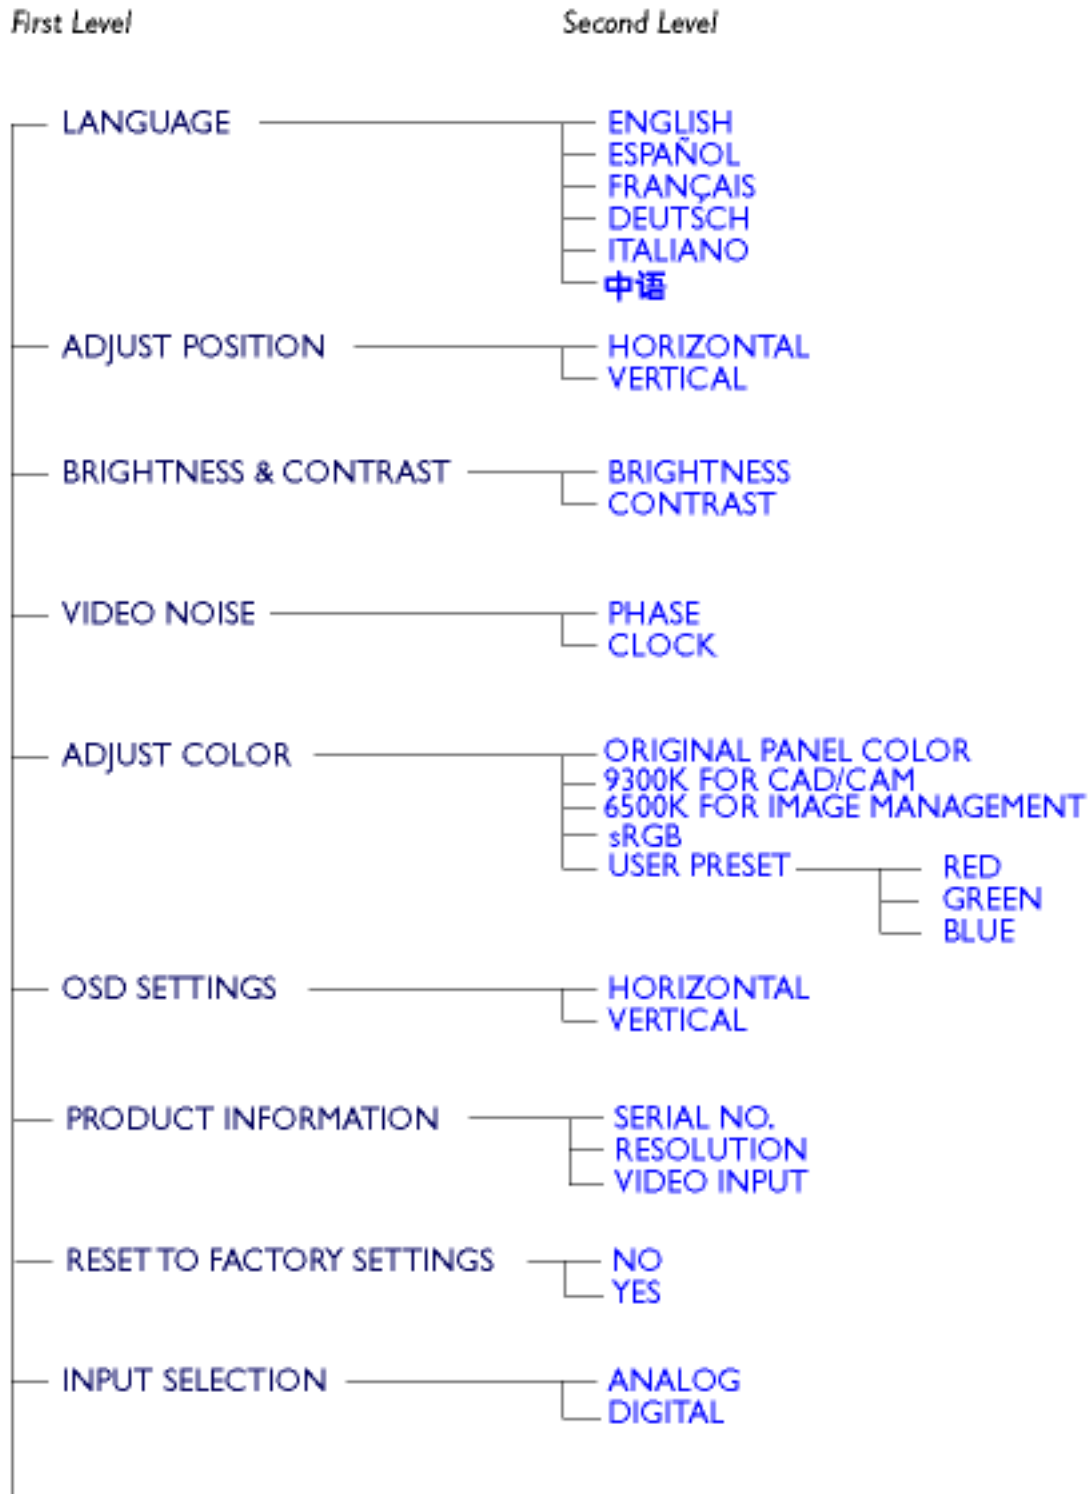 First Level Second Level
LANGUAGE ENGLISH
ESPAÑOL
FRANÇAIS
DEUTSCH
ITALIANO
中语
ADJUST POSITION HORIZONTAL
VERTICAL
BRIGHTNESS & CONTRAST BRIGHTNESS
CONTRAST
VIDEO NOISE PHASE
CLOCK
ADJUST COLOR ORIGINAL PANEL COLOR
9300K FOR CAD/CAM
6500K FOR IMAGE MANAGEMENT
sRGB
USER PRESET RED
GREEN
BLUE
OSD SETTINGS HORIZONTAL
VERTICAL
PRODUCT INFORMATION SERIAL NO.
RESOLUTION
VIDEO INPUT
RESET TO FACTORY SETTINGS NO
YES
INPUT SELECTION ANALOG
DIGITAL